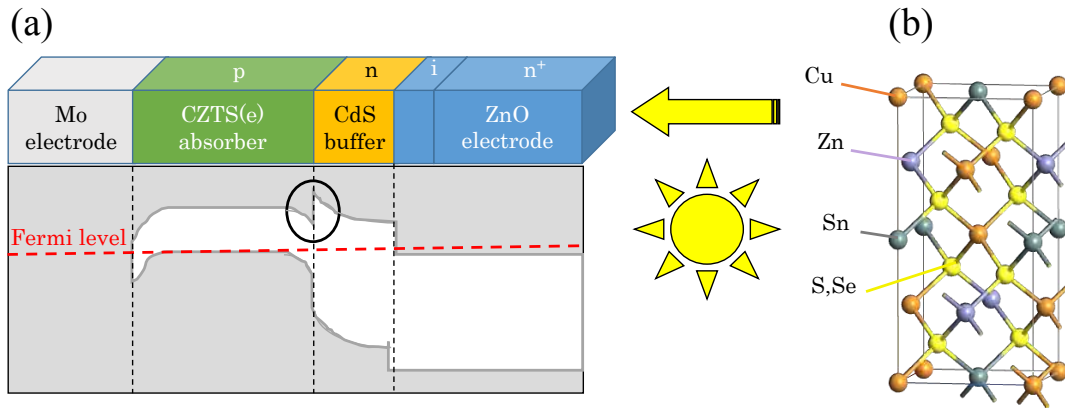 (a)
p
n
i
n+
Mo
electrode
CZTS(e)
absorber
CdS
buffer
ZnO
electrode
Fermi level
(b)
Cu
Zn
Sn
S,Se